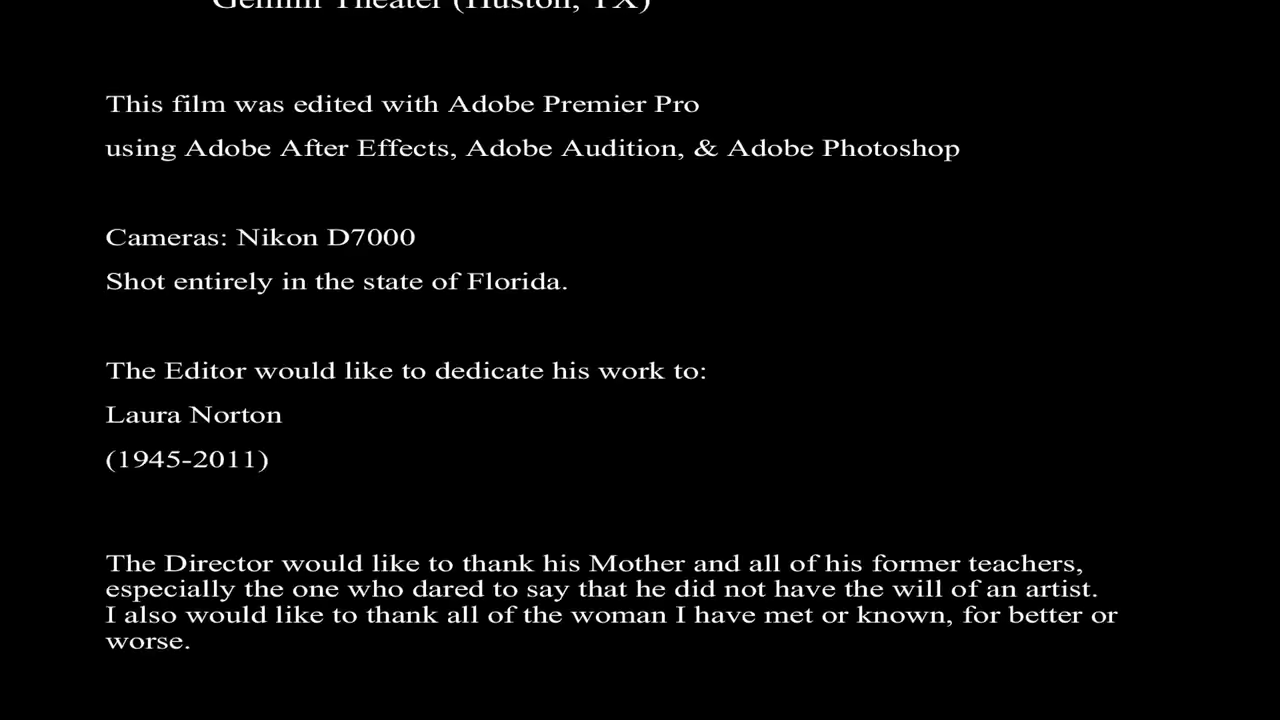 Gemini Theater (Huston, TX)
This film was edited with Adobe Premier Pro
using Adobe After Effects, Adobe Audition, & Adobe Photoshop
Cameras: Nikon D7000
Shot entirely in the state of Florida.
The Editor would like to dedicate his work to:
Laura Norton
(1945-2011)
The Director would like to thank his Mother and all of his former teachers,
especially the one who dared to say that he did not have the will of an artist.
I also would like to thank all of the woman I have met or known, for better or
worse.